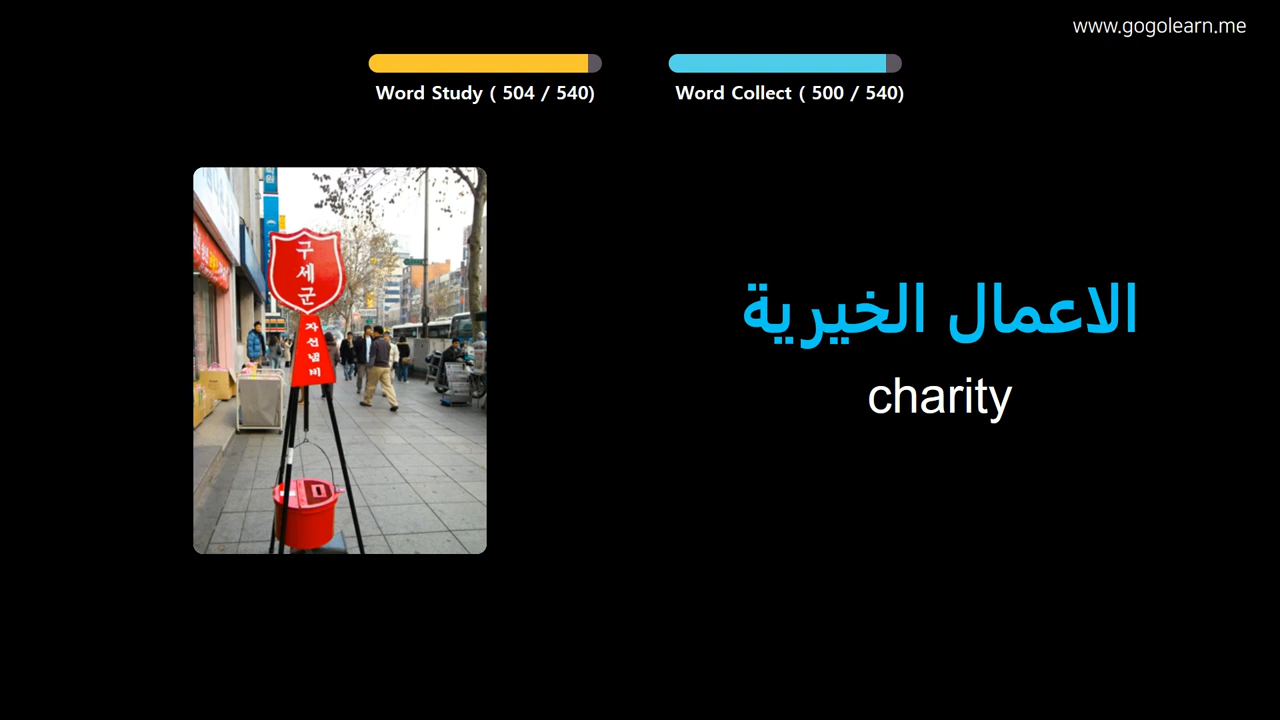 www.gogolearn.me
Word Study ( 504 / 540)
Word Collect ( 500 / 540)
الاعمال الخيرية
charity
구세군
자선냄비